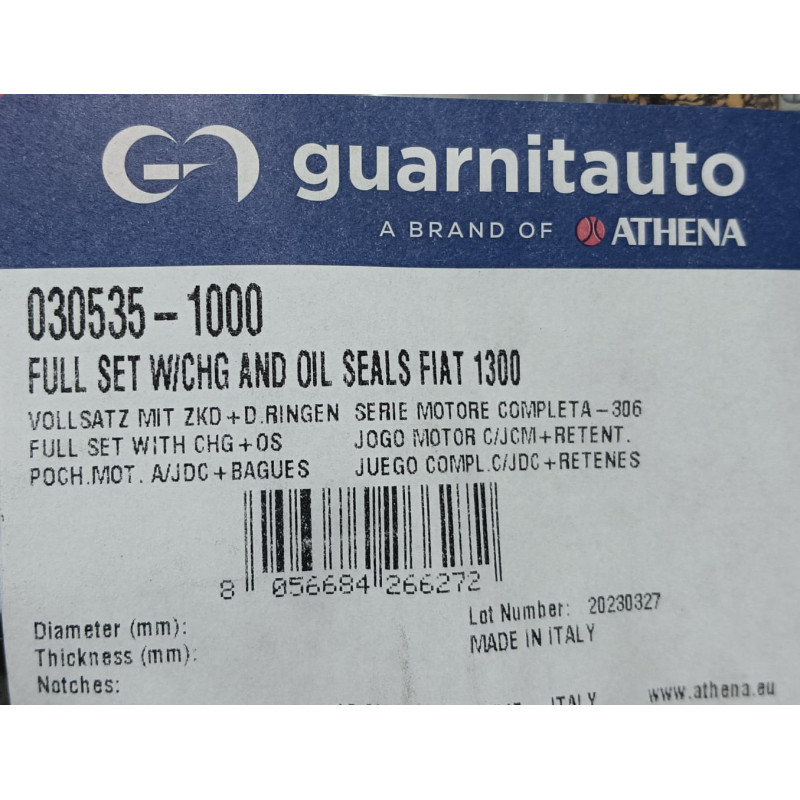 guarnitauto
A BRAND OF ATHENA
030535-1000
FULL SET W/CHG AND OIL SEALS FIAT 1300
VOLLSATZ MIT ZKD+D.RINGEN SERIE MOTORE COMPLETA-306
FULL SET WITH CHG+OS JOGO MOTOR C/JCM+RETENT.
POCH.MOT. A/JDC+BAGUES JUEGO COMPL.C/JDC+RETENES
8 056684 266272
Diameter (mm):
Thickness (mm):
Notches:
Lot Number: 20230327
MADE IN ITALY
ITALY
www.athena.eu